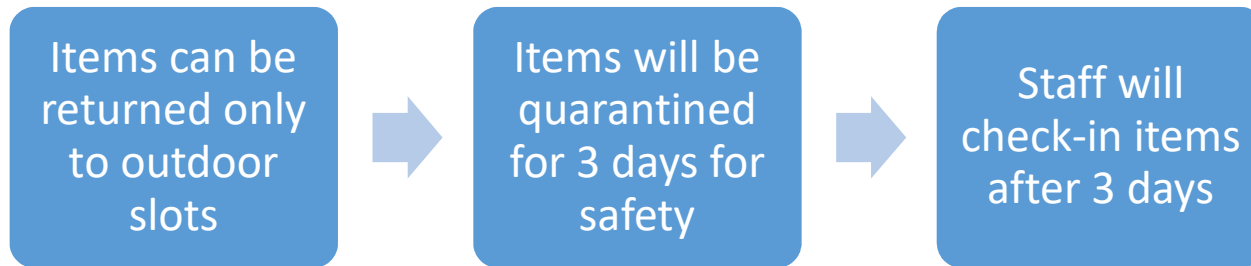 Items can be
returned only
to outdoor
slots
Items will be
quarantined
for 3 days for
safety
Staff will
check-in items
after 3 days